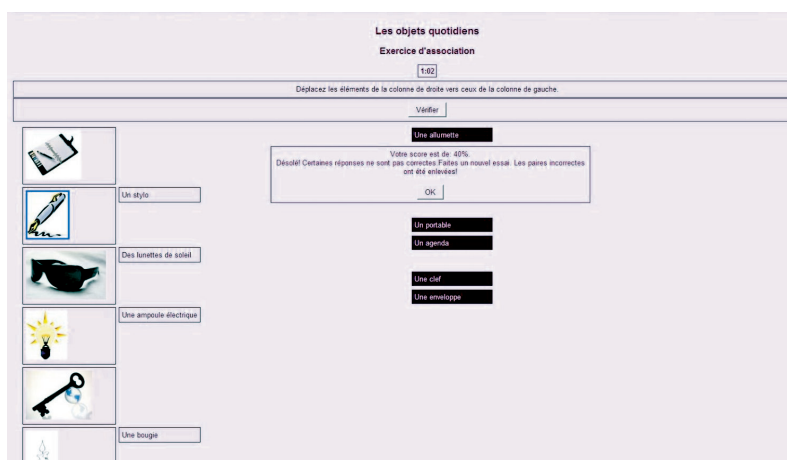 Les objets quotidiens
Exercice d'association
1:02
Déplacez les éléments de la colonne de droite vers ceux de la colonne de gauche.
Vérifier
Une allumette
Votre score est de: 40%.
Désolé! Certaines réponses ne sont pas correctes.Faites un nouvel essai. Les paires incorrectes
ont été enlevées!
OK
Un stylo
Un portable
Un agenda
Des lunettes de soleil
Une clef
Une enveloppe
Une ampoule électrique
Une bougie